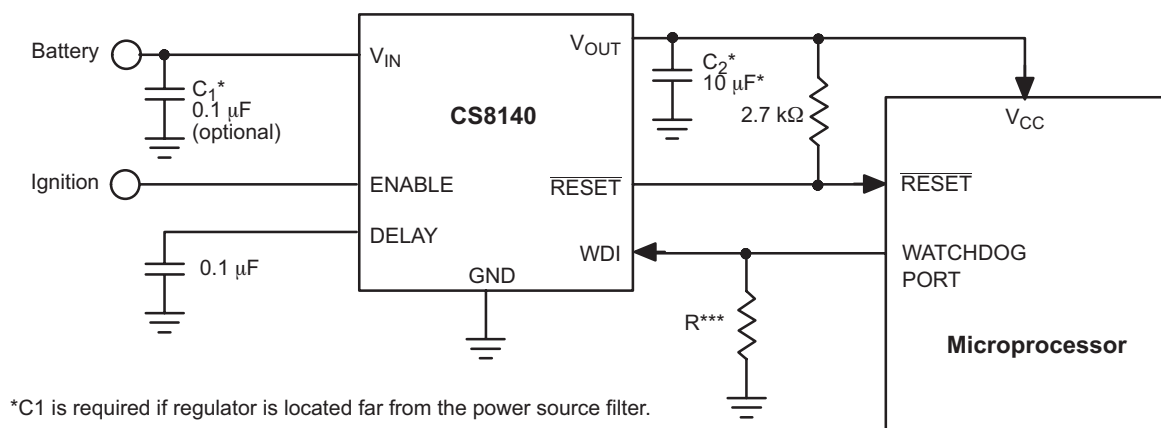 Battery
V_IN
C1*
0.1 μF
(optional)
CS8140
V_OUT
C2*
10 μF*
2.7 kΩ
V_CC
Ignition
ENABLE
RESET
RESET
DELAY
0.1 μF
WDI
WATCHDOG
PORT
GND
R***
Microprocessor
*C1 is required if regulator is located far from the power source filter.